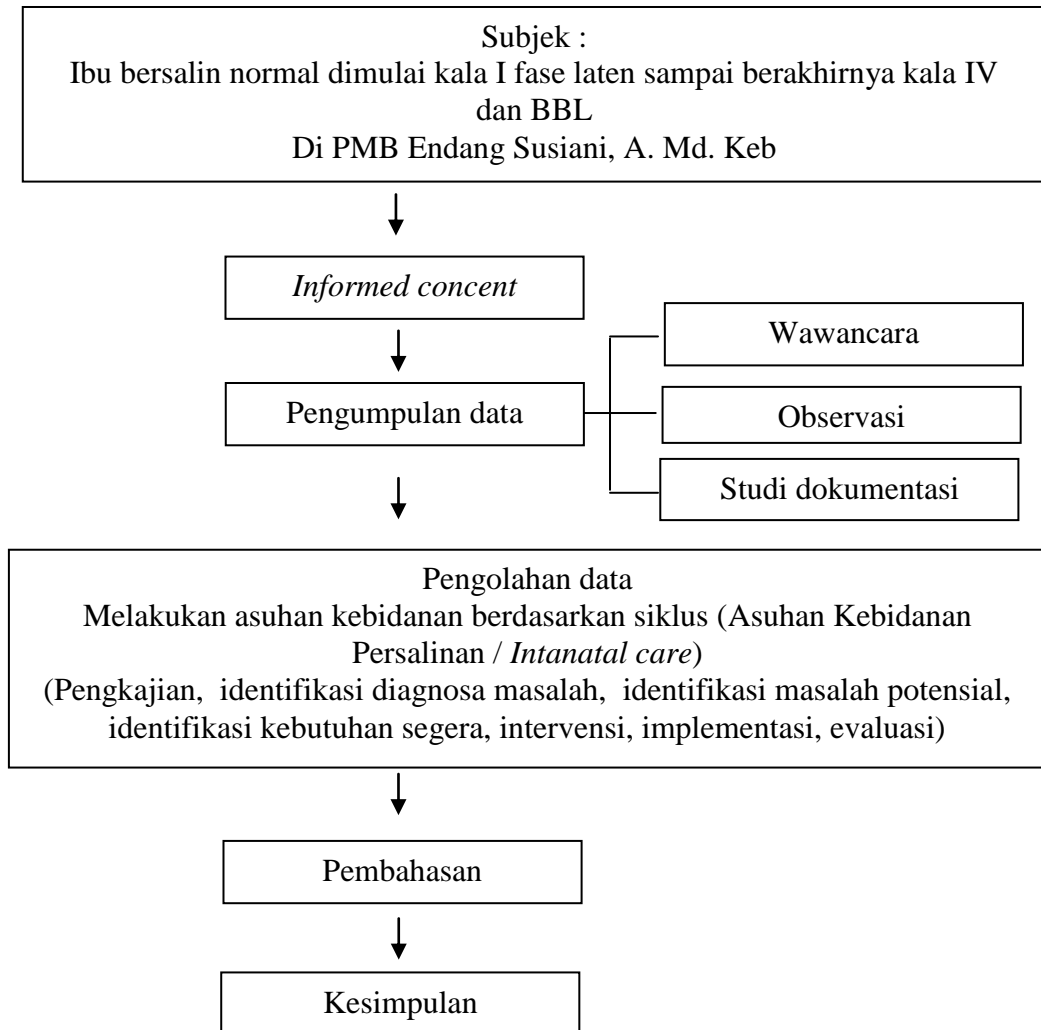 Subjek :
Ibu bersalin normal dimulai kala I fase laten sampai berakhirnya kala IV
dan BBL
Di PMB Endang Susiani, A. Md. Keb
Informed concent
Wawancara
Pengumpulan data
Observasi
Studi dokumentasi
Pengolahan data
Melakukan asuhan kebidanan berdasarkan siklus (Asuhan Kebidanan
Persalinan / Intanatal care)
(Pengkajian, identifikasi diagnosa masalah, identifikasi masalah potensial,
identifikasi kebutuhan segera, intervensi, implementasi, evaluasi)
Pembahasan
Kesimpulan